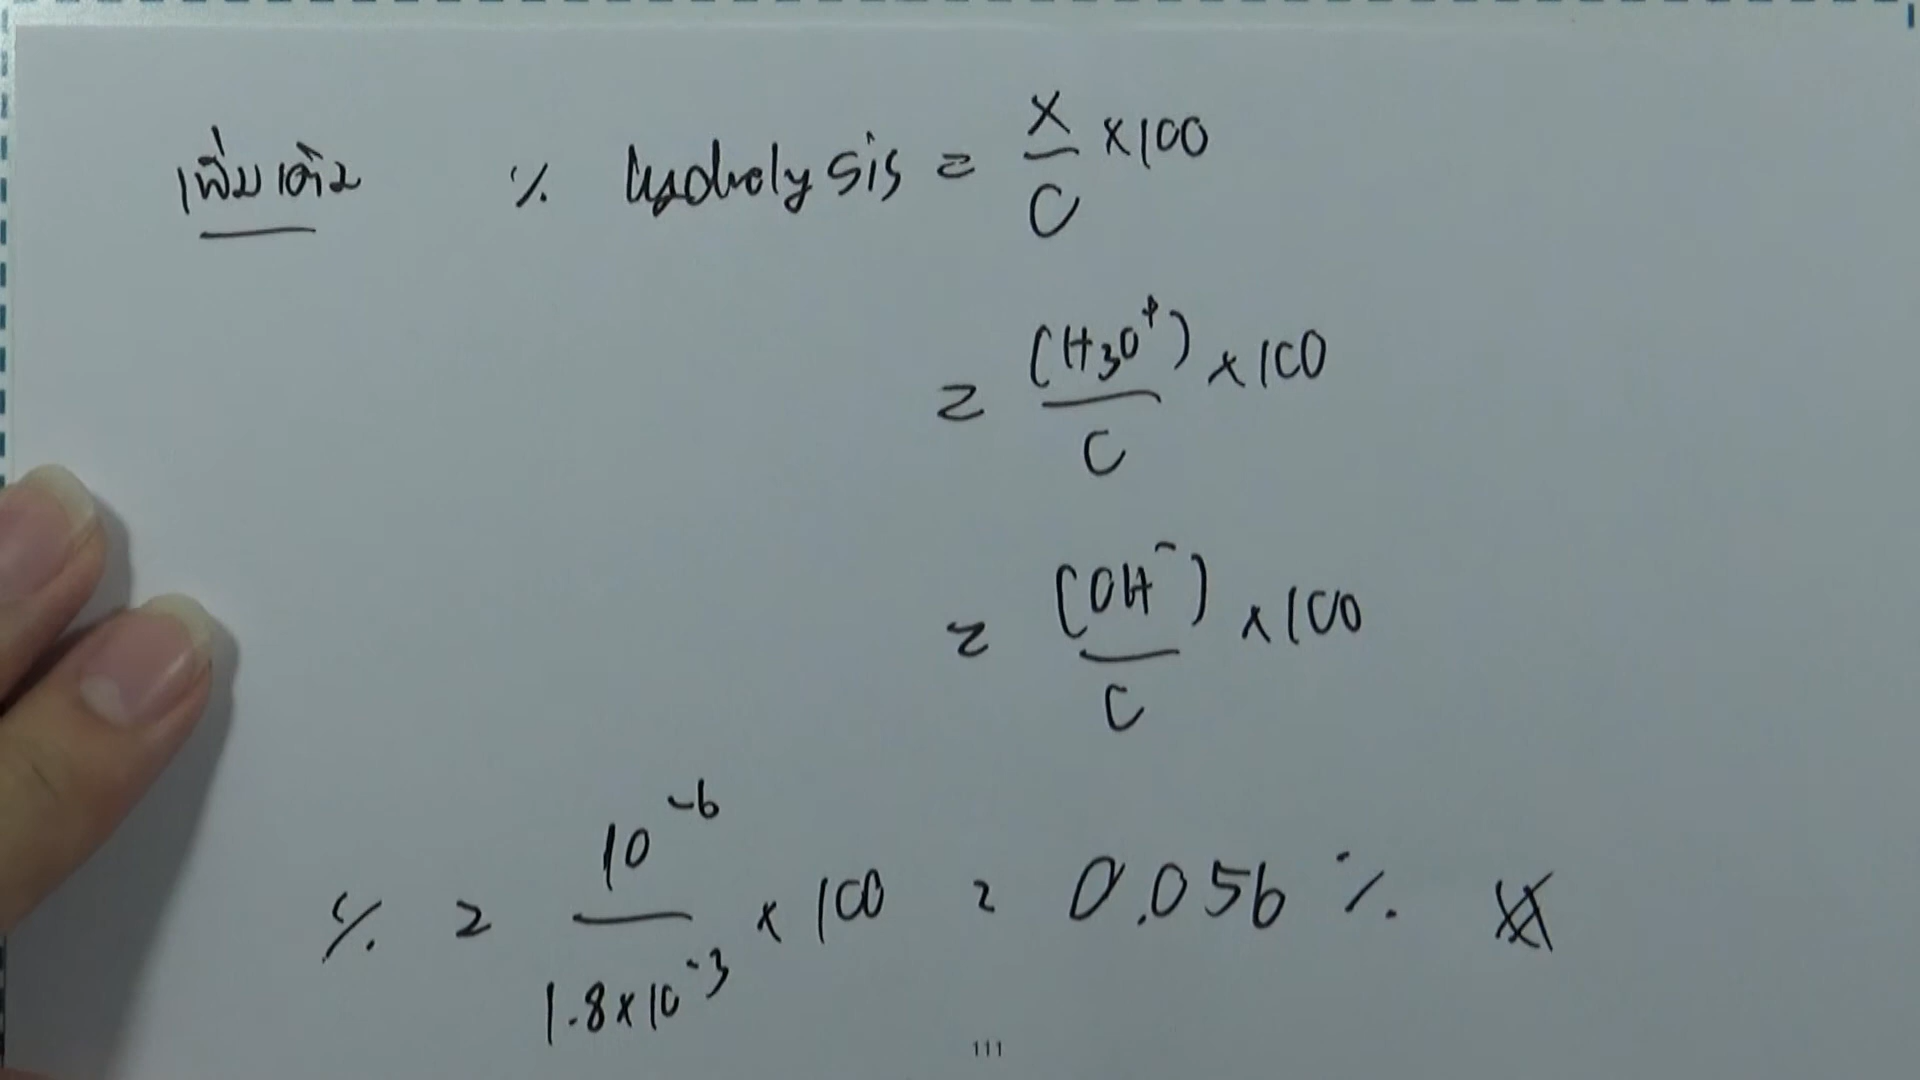 เพิ่มเติม % hydrolysis = x/C ×100
= (H₃O⁺)/C ×100
= (OH⁻)/C ×100
% = 10⁻⁶/1.8×10⁻³ × 100 = 0.056 %
111